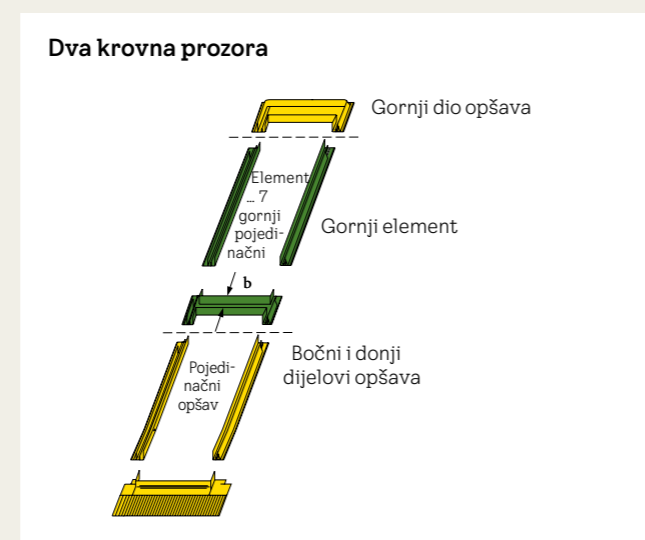 Dva krovna prozora
Gornji dio opšava
Element
... 7
gornji
pojedi-
načni
Gornji element
b
Bočni i donji
dijelovi opšava
Pojedi-
načni
opšav